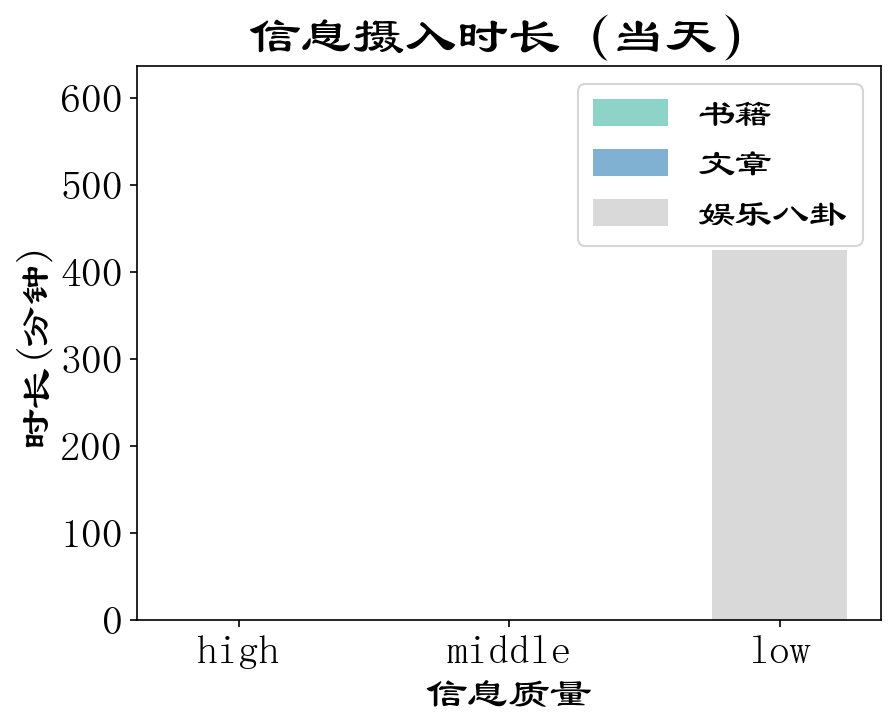 信息摄入时长 (当天)
600
500
400
300
200
100
0
时长(分钟)
书籍
文章
娱乐八卦
high middle low
信息质量